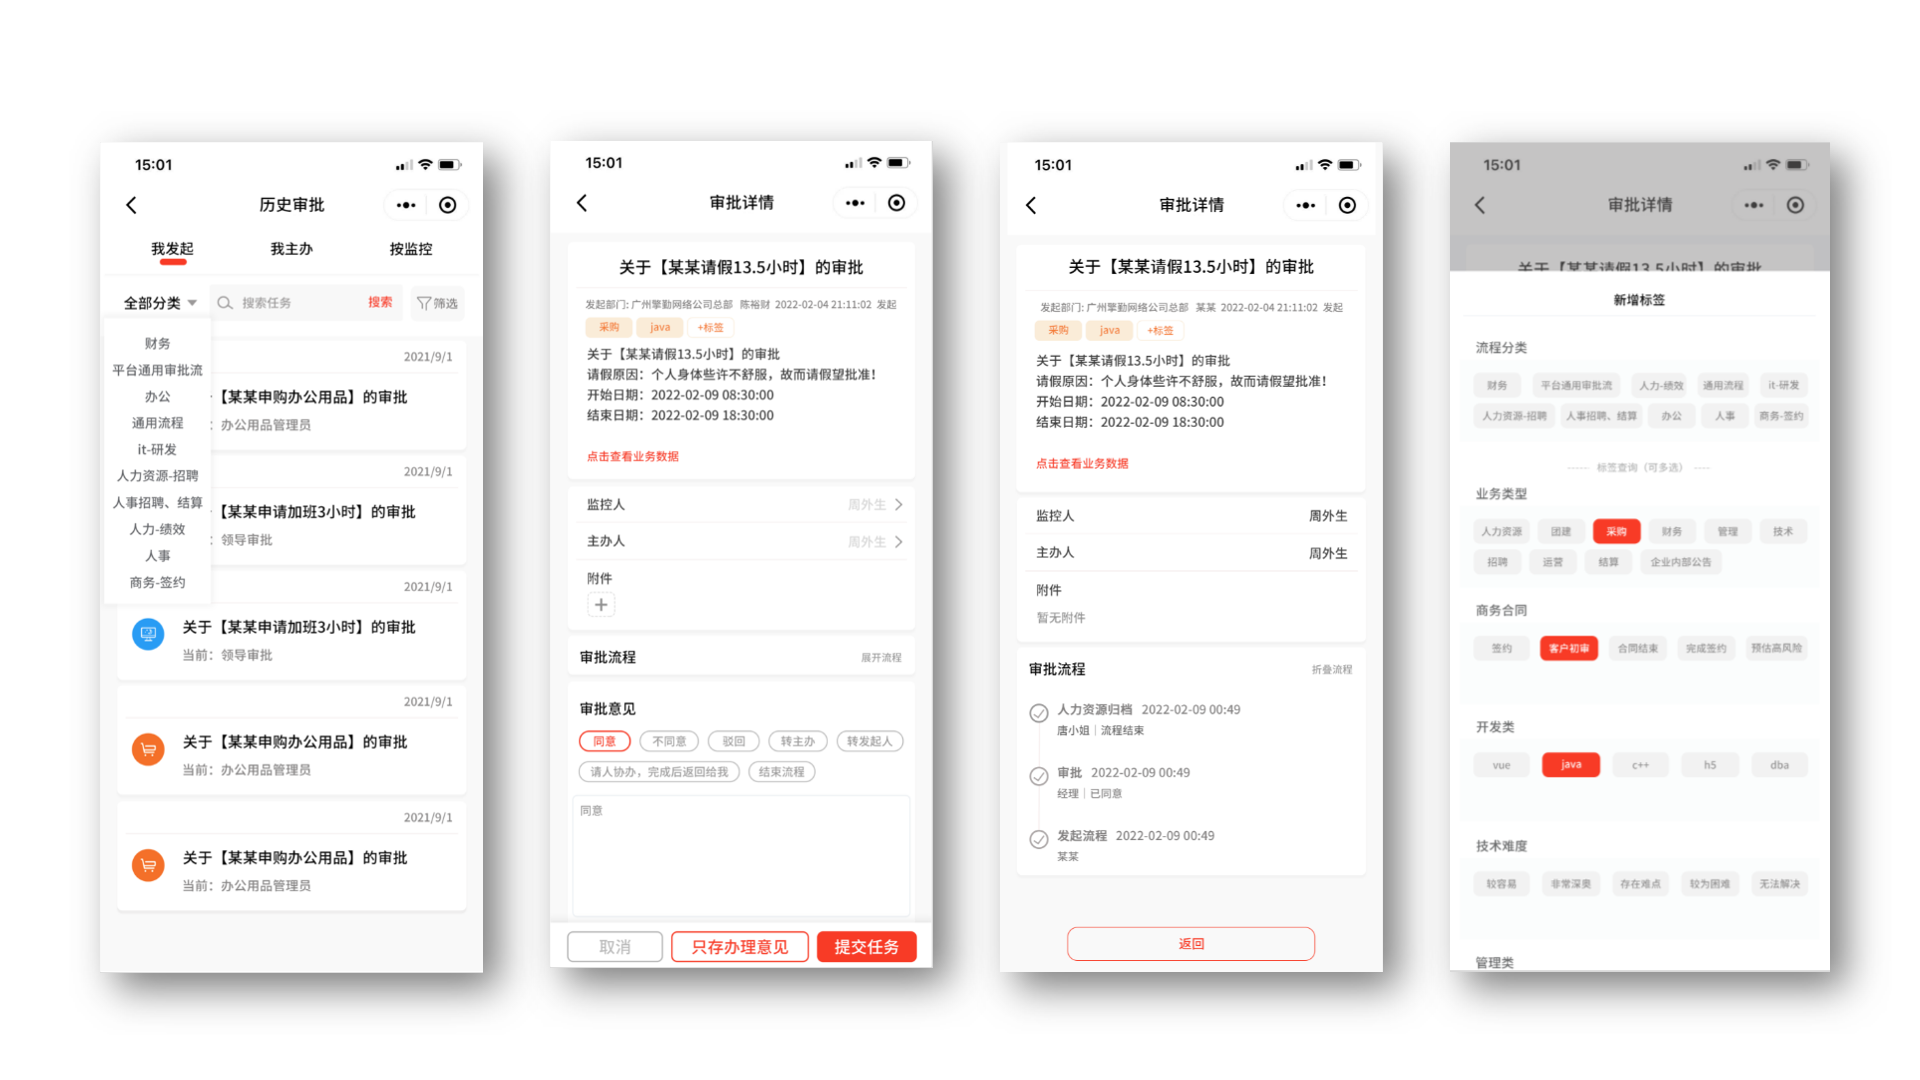 15:01
历史审批
我发起 我主办 按监控
全部分类 搜索任务 搜索 筛选
财务
平台通用审批流
办公
通用流程
it-研发
人力资源-招聘
人事招聘、结算
人力-绩效
人事
商务-签约
2021/9/1
【某某申购办公用品】的审批
：办公用品管理员
2021/9/1
【某某申请加班3小时】的审批
：领导审批
2021/9/1
关于【某某申请加班3小时】的审批
当前：领导审批
2021/9/1
关于【某某申购办公用品】的审批
当前：办公用品管理员
2021/9/1
关于【某某申购办公用品】的审批
当前：办公用品管理员
15:01
审批详情
关于【某某请假13.5小时】的审批
发起部门: 广州擎勤网络公司总部 陈裕财 2022-02-04 21:11:02 发起
采购 java +标签
关于【某某请假13.5小时】的审批
请假原因：个人身体些许不舒服，故而请假望批准！
开始日期：2022-02-09 08:30:00
结束日期：2022-02-09 18:30:00
点击查看业务数据
监控人 周外生
主办人 周外生
附件
审批流程 展开流程
审批意见
同意 不同意 驳回 转主办 转发起人
请人协办，完成后返回给我 结束流程
同意
取消 只存办理意见 提交任务
15:01
审批详情
关于【某某请假13.5小时】的审批
发起部门: 广州擎勤网络公司总部 某某 2022-02-04 21:11:02 发起
采购 java +标签
关于【某某请假13.5小时】的审批
请假原因：个人身体些许不舒服，故而请假望批准！
开始日期：2022-02-09 08:30:00
结束日期：2022-02-09 18:30:00
点击查看业务数据
监控人 周外生
主办人 周外生
附件
暂无附件
审批流程 折叠流程
人力资源归档 2022-02-09 00:49
唐小姐 | 流程结束
审批 2022-02-09 00:49
经理 | 已同意
发起流程 2022-02-09 00:49
某某
返回
15:01
审批详情
关于【某某请假13.5小时】的审批
新增标签
流程分类
财务 平台通用审批流 人力-绩效 通用流程 it-研发
人力资源-招聘 人事招聘、结算 办公 人事 商务-签约
------ 标签查询（可多选） ----
业务类型
人力资源 团建 采购 财务 管理 技术
招聘 运营 结算 企业内部公告
商务合同
签约 客户初审 合同结束 完成签约 预估高风险
开发类
vue java c++ h5 dba
技术难度
较容易 非常深奥 存在难点 较为困难 无法解决
管理类